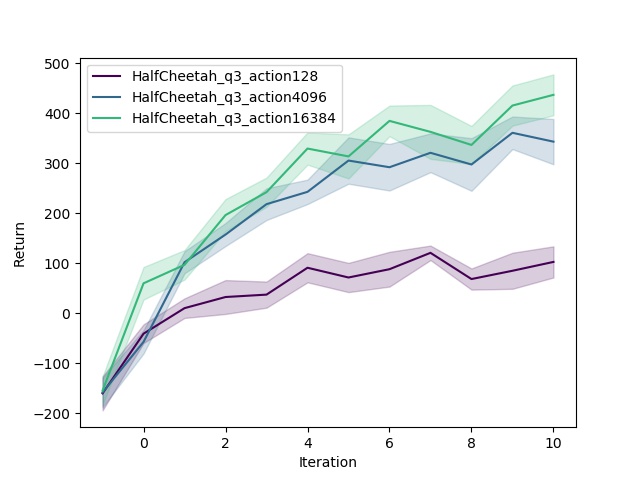 HalfCheetah_q3_action128
HalfCheetah_q3_action4096
HalfCheetah_q3_action16384
500
400
300
200
100
0
−100
−200
Return
0
2
4
6
8
10
Iteration